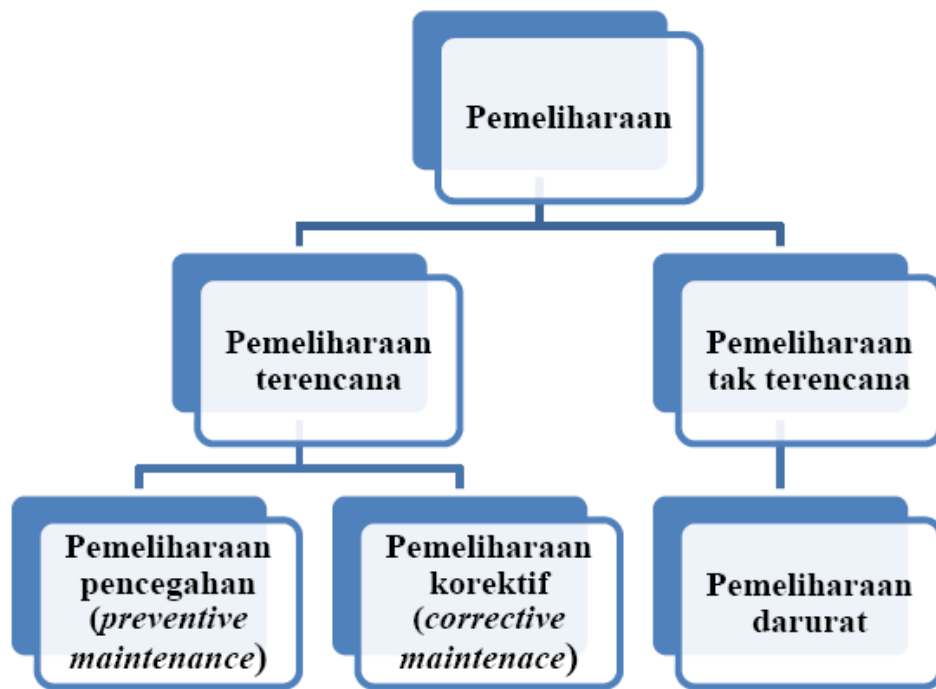 Pemeliharaan
Pemeliharaan
terencana
Pemeliharaan
tak terencana
Pemeliharaan
pencegahan
(preventive
maintenance)
Pemeliharaan
korektif
(corrective
maintenace)
Pemeliharaan
darurat